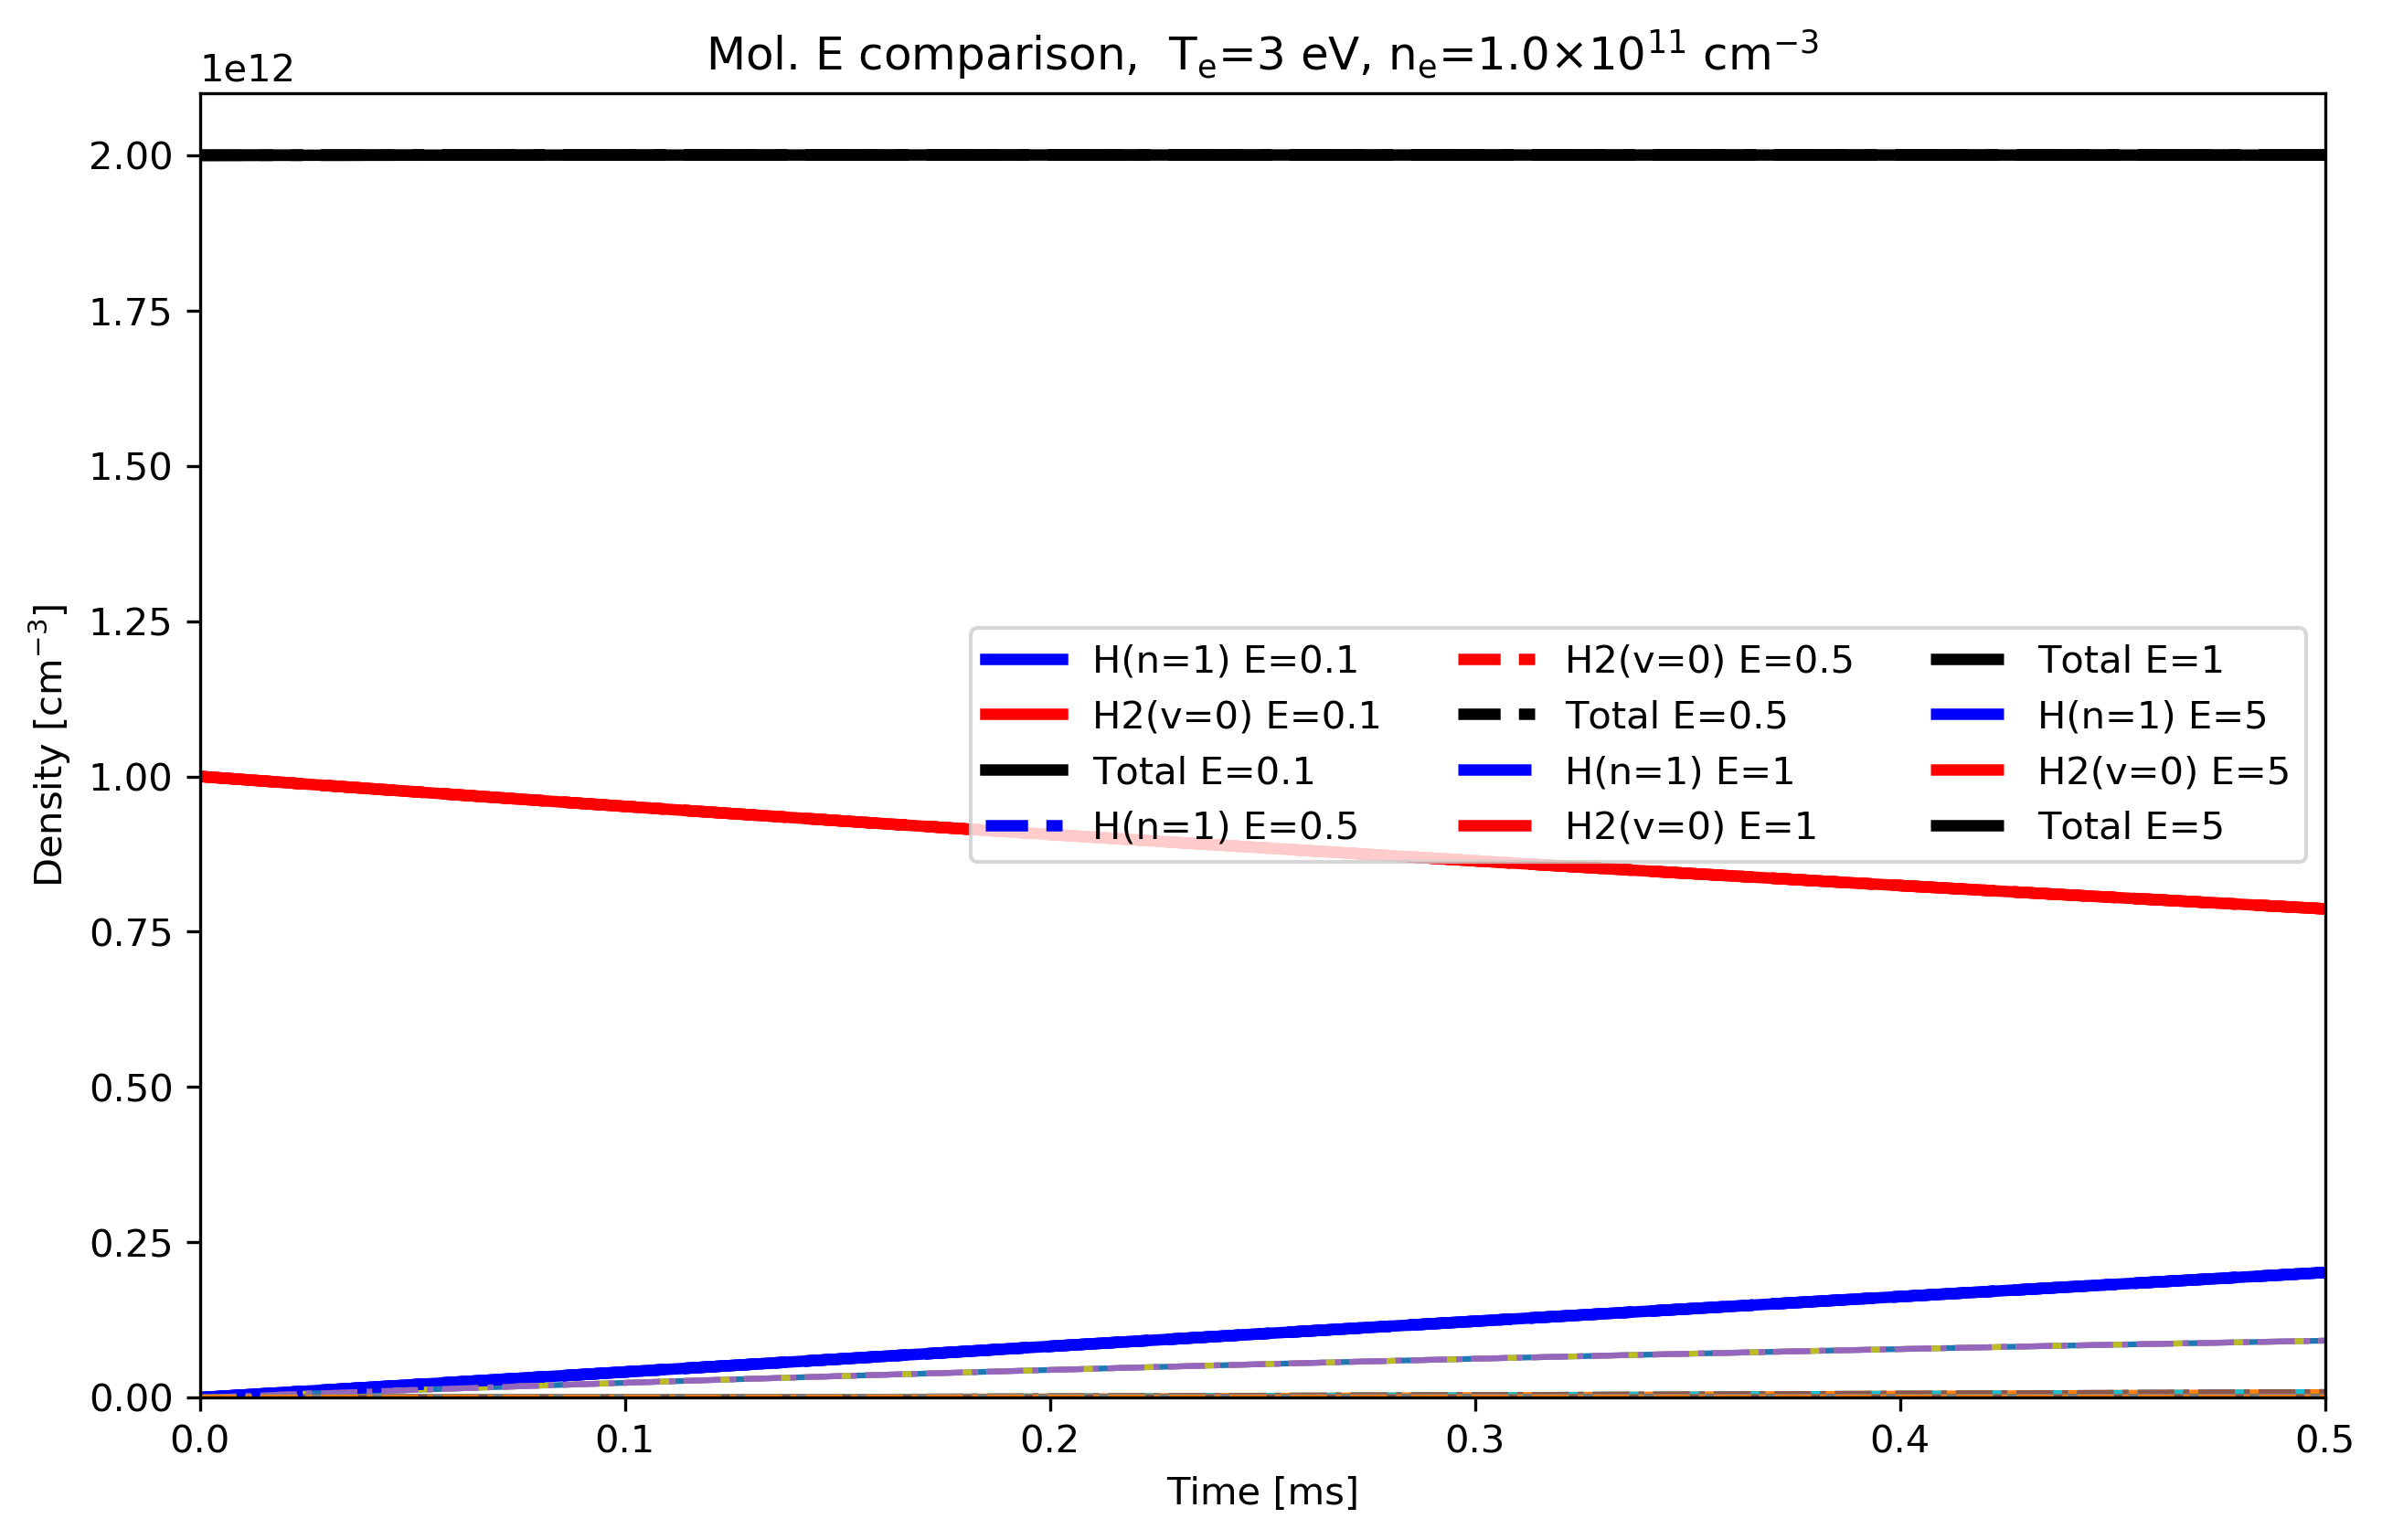 Mol. E comparison,  Tₑ=3 eV, nₑ=1.0×10¹¹ cm⁻³
1e12
2.00
1.75
1.50
1.25
1.00
0.75
0.50
0.25
0.00
Density [cm⁻³]
H(n=1) E=0.1
H2(v=0) E=0.1
Total E=0.1
H(n=1) E=0.5
H2(v=0) E=0.5
Total E=0.5
H(n=1) E=1
H2(v=0) E=1
Total E=1
H(n=1) E=5
H2(v=0) E=5
Total E=5
0.0 0.1 0.2 0.3 0.4 0.5
Time [ms]